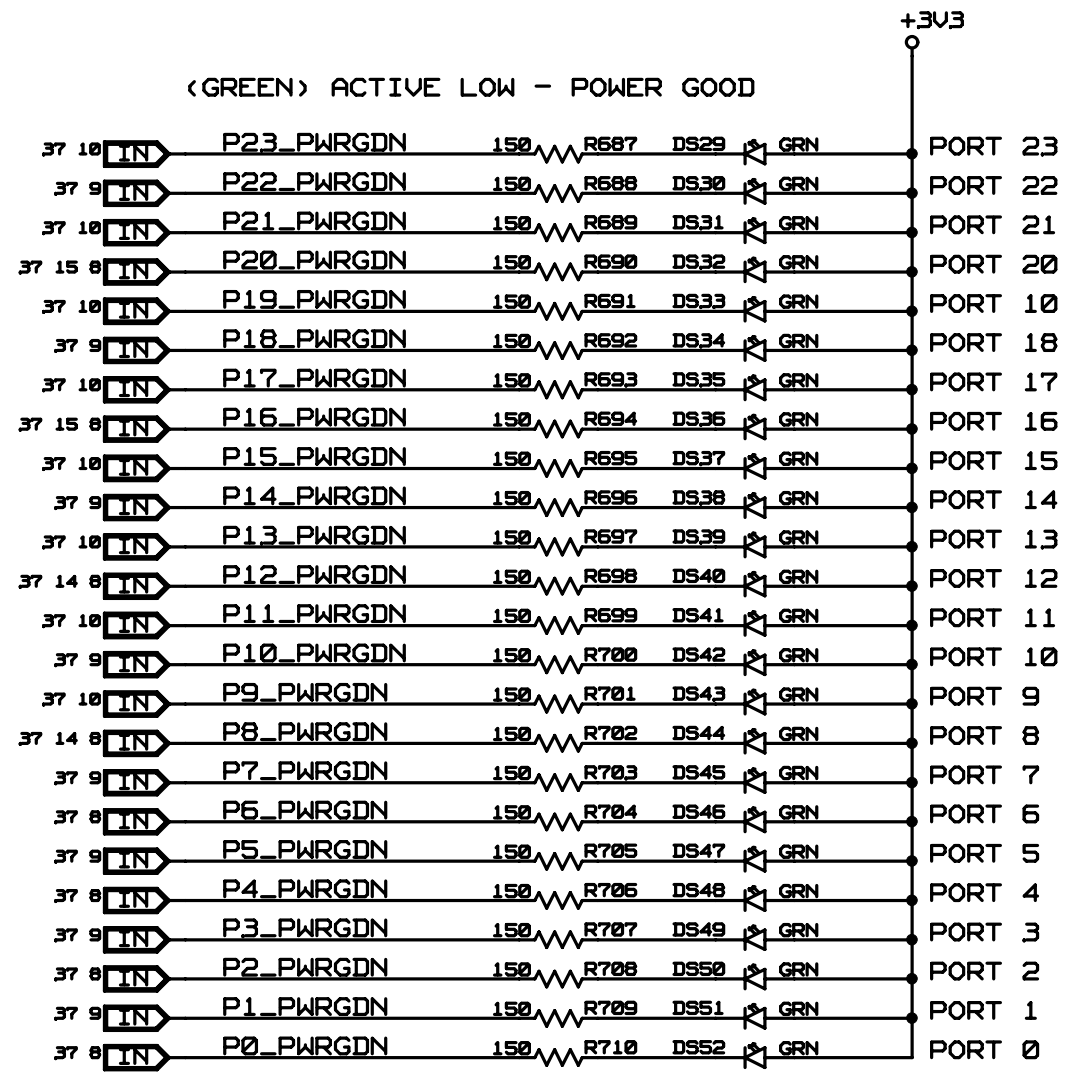 +3V3
(GREEN) ACTIVE LOW - POWER GOOD
37 10 IN P23_PWRGDN 150 R687 DS29 GRN PORT 23
37 9 IN P22_PWRGDN 150 R688 DS30 GRN PORT 22
37 10 IN P21_PWRGDN 150 R689 DS31 GRN PORT 21
37 15 8 IN P20_PWRGDN 150 R690 DS32 GRN PORT 20
37 10 IN P19_PWRGDN 150 R691 DS33 GRN PORT 10
37 9 IN P18_PWRGDN 150 R692 DS34 GRN PORT 18
37 10 IN P17_PWRGDN 150 R693 DS35 GRN PORT 17
37 15 8 IN P16_PWRGDN 150 R694 DS36 GRN PORT 16
37 10 IN P15_PWRGDN 150 R695 DS37 GRN PORT 15
37 9 IN P14_PWRGDN 150 R696 DS38 GRN PORT 14
37 10 IN P13_PWRGDN 150 R697 DS39 GRN PORT 13
37 14 8 IN P12_PWRGDN 150 R698 DS40 GRN PORT 12
37 10 IN P11_PWRGDN 150 R699 DS41 GRN PORT 11
37 9 IN P10_PWRGDN 150 R700 DS42 GRN PORT 10
37 10 IN P9_PWRGDN 150 R701 DS43 GRN PORT 9
37 14 8 IN P8_PWRGDN 150 R702 DS44 GRN PORT 8
37 9 IN P7_PWRGDN 150 R703 DS45 GRN PORT 7
37 8 IN P6_PWRGDN 150 R704 DS46 GRN PORT 6
37 9 IN P5_PWRGDN 150 R705 DS47 GRN PORT 5
37 8 IN P4_PWRGDN 150 R706 DS48 GRN PORT 4
37 9 IN P3_PWRGDN 150 R707 DS49 GRN PORT 3
37 8 IN P2_PWRGDN 150 R708 DS50 GRN PORT 2
37 9 IN P1_PWRGDN 150 R709 DS51 GRN PORT 1
37 8 IN P0_PWRGDN 150 R710 DS52 GRN PORT 0